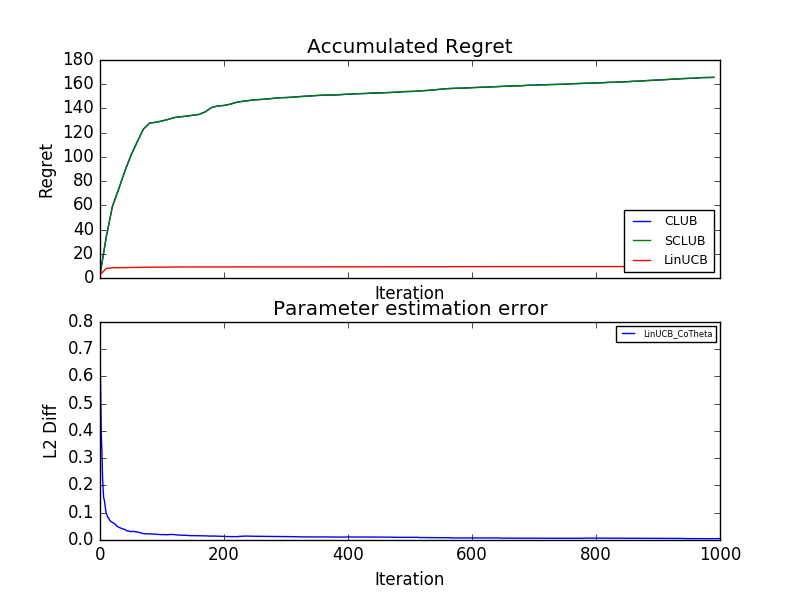 Accumulated Regret
180
160
140
120
100
80
60
40
20
0
Regret
CLUB
SCLUB
LinUCB
Iteration
Parameter estimation error
0.8
0.7
0.6
0.5
0.4
0.3
0.2
0.1
0.0
L2 Diff
LinUCB_CoTheta
0 200 400 600 800 1000
Iteration